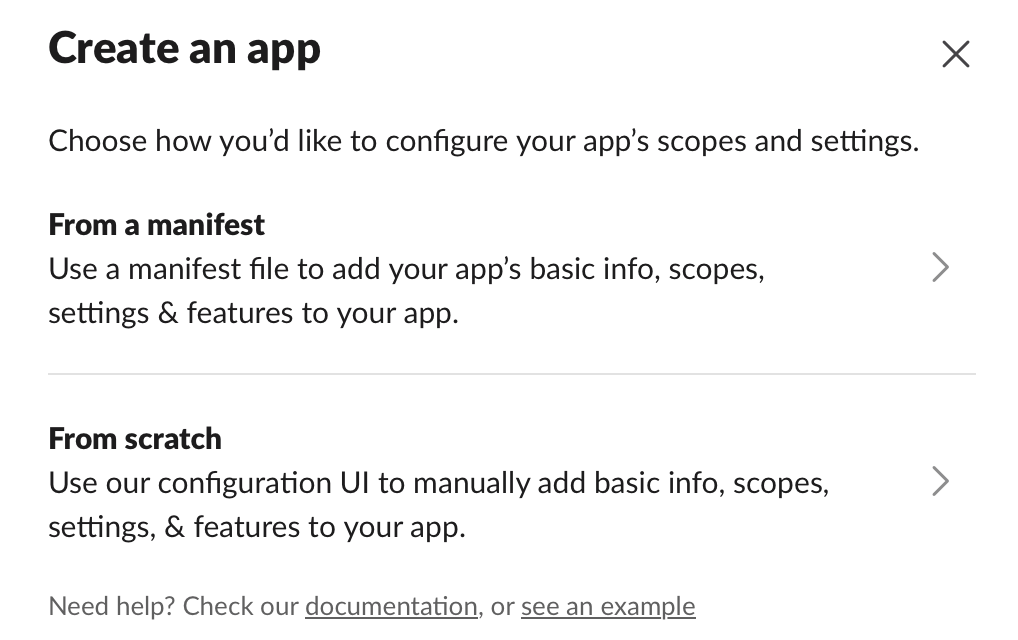 Create an app
Choose how you’d like to configure your app’s scopes and settings.
From a manifest
Use a manifest file to add your app’s basic info, scopes,
settings & features to your app.
From scratch
Use our configuration UI to manually add basic info, scopes,
settings, & features to your app.
Need help? Check our documentation, or see an example